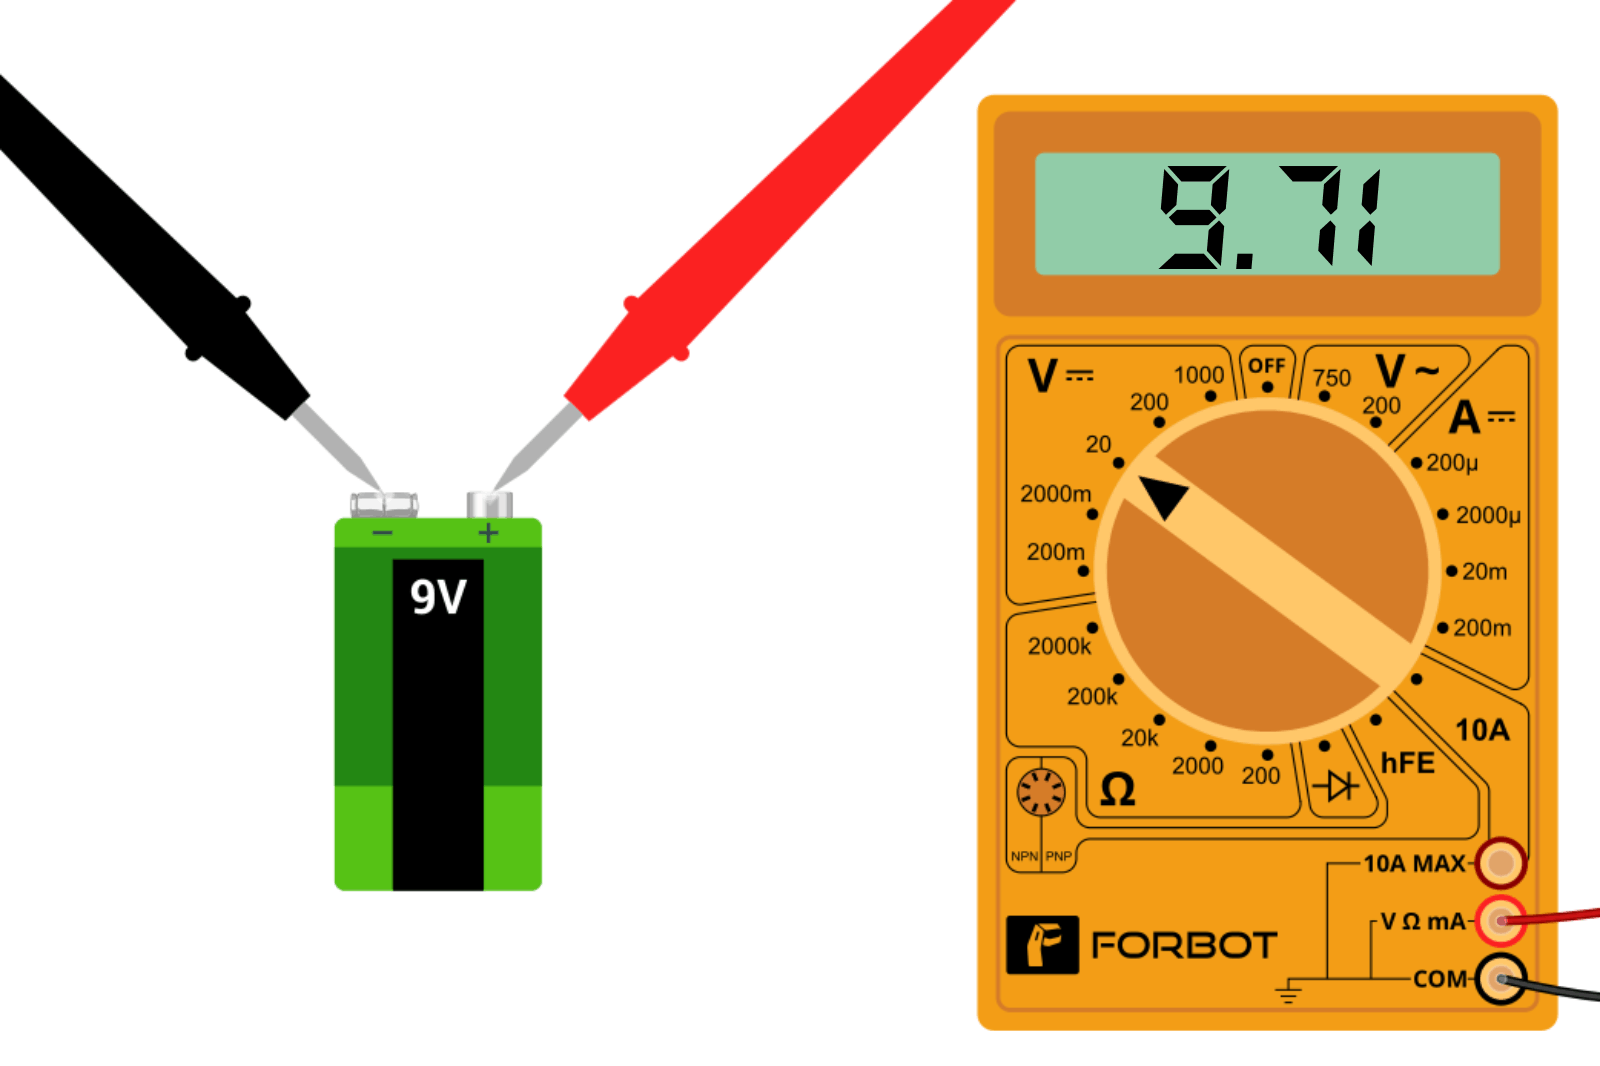 9.71
V
OFF
V ~
1000
750
200
200
A
20
200µ
2000m
2000µ
200m
20m
− +
9V
2000k
200m
200k
20k
10A
2000
200
hFE
Ω
NPN PNP
10A MAX
V Ω mA
FORBOT
COM